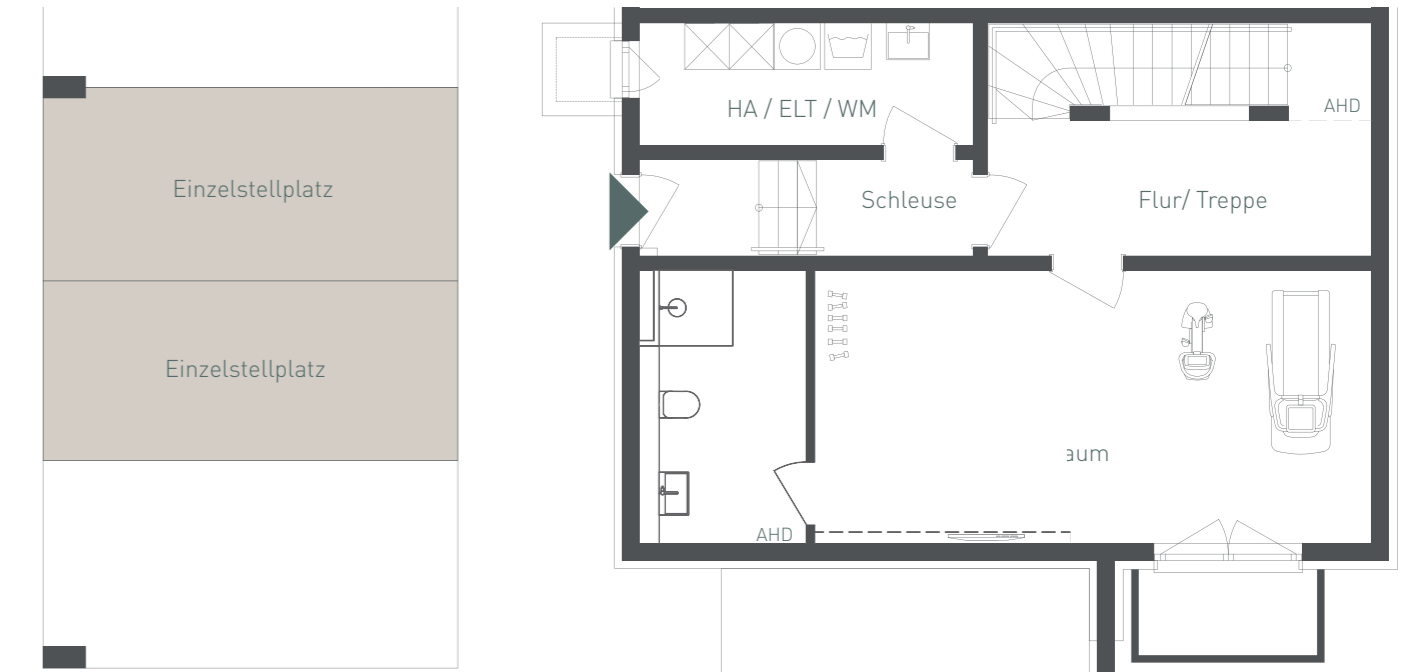 HA / ELT / WM
AHD
Einzelstellplatz
Schleuse
Flur/ Treppe
Einzelstellplatz
aum
AHD